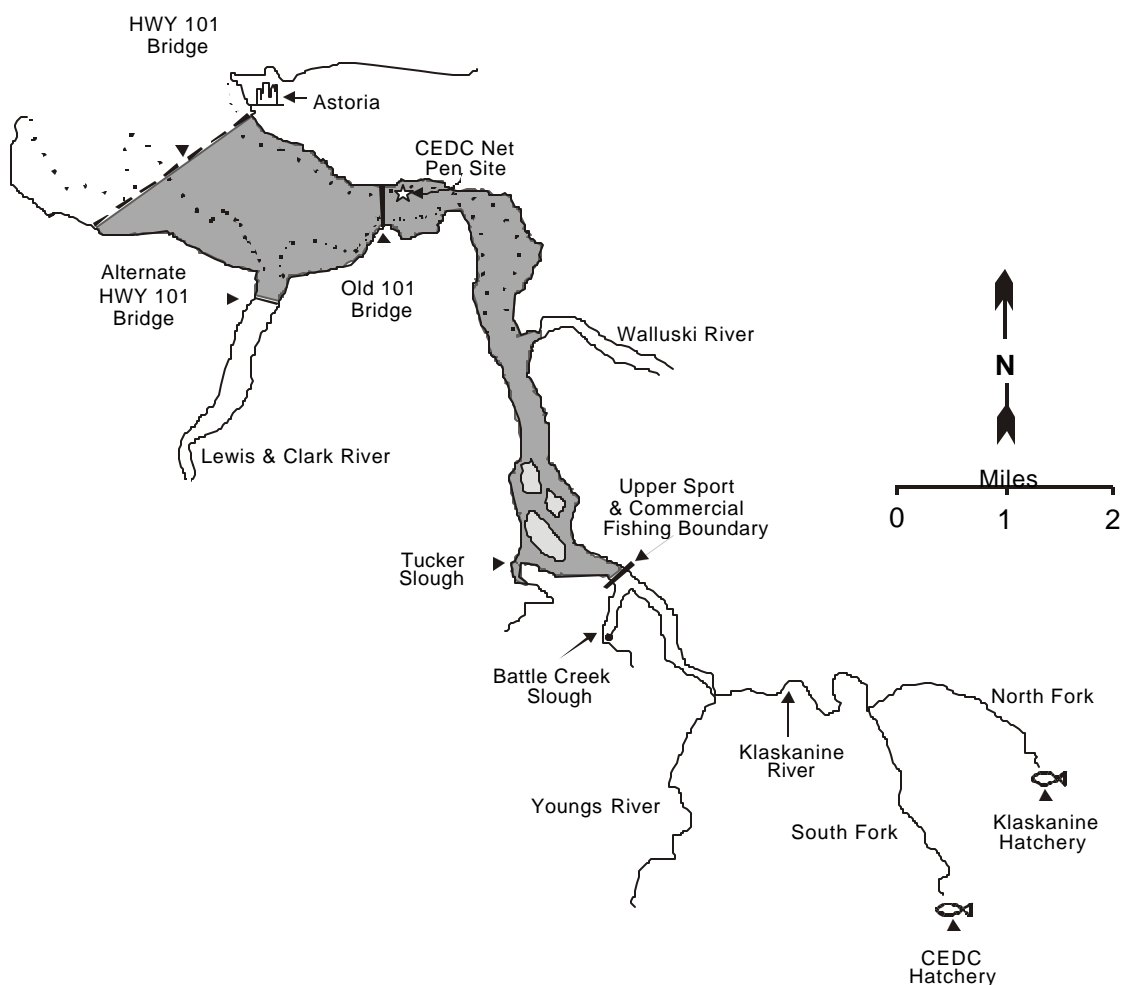 HWY 101
Bridge
Astoria
CEDC Net
Pen Site
Alternate
HWY 101
Bridge
Old 101
Bridge
Walluski River
N
Lewis & Clark River
Miles
0 1 2
Upper Sport
& Commercial
Fishing Boundary
Tucker
Slough
Battle Creek
Slough
North Fork
Klaskanine
River
Youngs River
South Fork
Klaskanine
Hatchery
CEDC
Hatchery